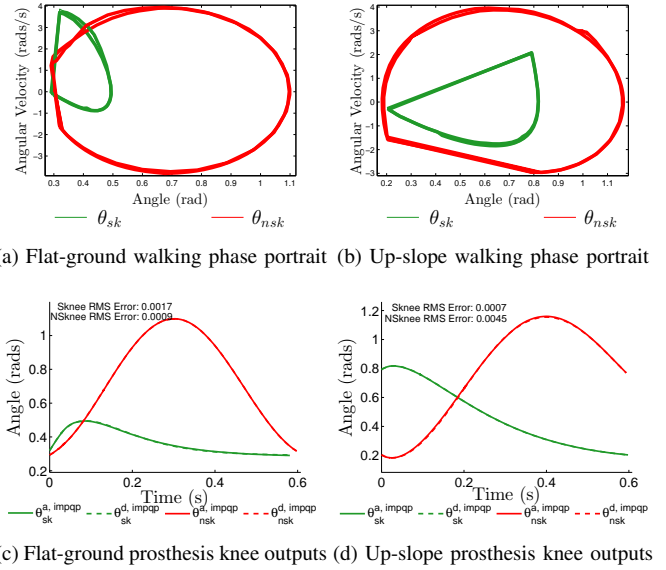 4
3
2
1
0
−1
−2
−3
Angular Velocity (rads/s)
0.3 0.4 0.5 0.6 0.7 0.8 0.9 1 1.1
Angle (rad)
θsk θnsk
4
3
2
1
0
−1
−2
−3
Angular Velocity (rads/s)
0.2 0.3 0.4 0.5 0.6 0.7 0.8 0.9 1 1.1
Angle (rad)
θsk θnsk
(a) Flat-ground walking phase portrait (b) Up-slope walking phase portrait
Sknee RMS Error: 0.0017
NSknee RMS Error: 0.0009
1
0.8
0.6
0.4
0.2
Angle (rads)
0 0.2 0.4 0.6
Time (s)
θ a, impqp sk θ d, impqp sk θ a, impqp nsk θ d, impqp nsk
Sknee RMS Error: 0.0007
NSknee RMS Error: 0.0045
1.2
1
0.8
0.6
0.4
0.2
Angle (rads)
0 0.2 0.4 0.6
Time (s)
θ a, impqp sk θ d, impqp sk θ a, impqp nsk θ d, impqp nsk
(c) Flat-ground prosthesis knee outputs (d) Up-slope prosthesis knee outputs